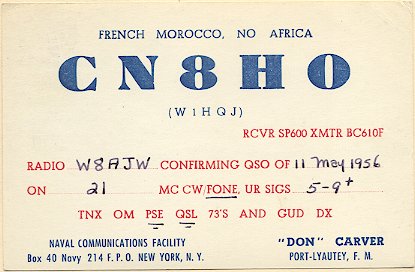 FRENCH MOROCCO, NO AFRICA
CN8HO
(W1HQJ)
RCVR SP600 XMTR BC610F
RADIO W8AJW CONFIRMING QSO OF 11 May 1956
ON 21 MC CW/FONE, UR SIGS 5-9+
TNX OM PSE QSL 73'S AND GUD DX
NAVAL COMMUNICATIONS FACILITY "DON" CARVER
Box 40 Navy 214 F. P. O. NEW YORK, N. Y. PORT-LYAUTEY, F. M.